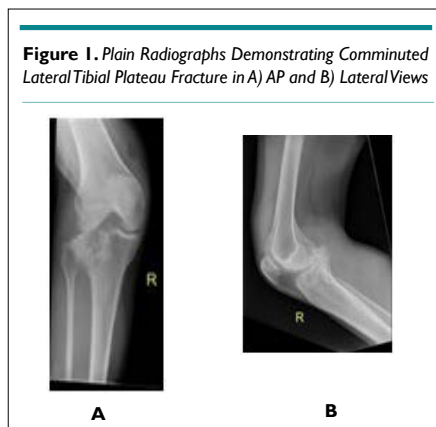 Figure 1. Plain Radiographs Demonstrating Comminuted
Lateral Tibial Plateau Fracture in A) AP and B) Lateral Views
R
R
A
B